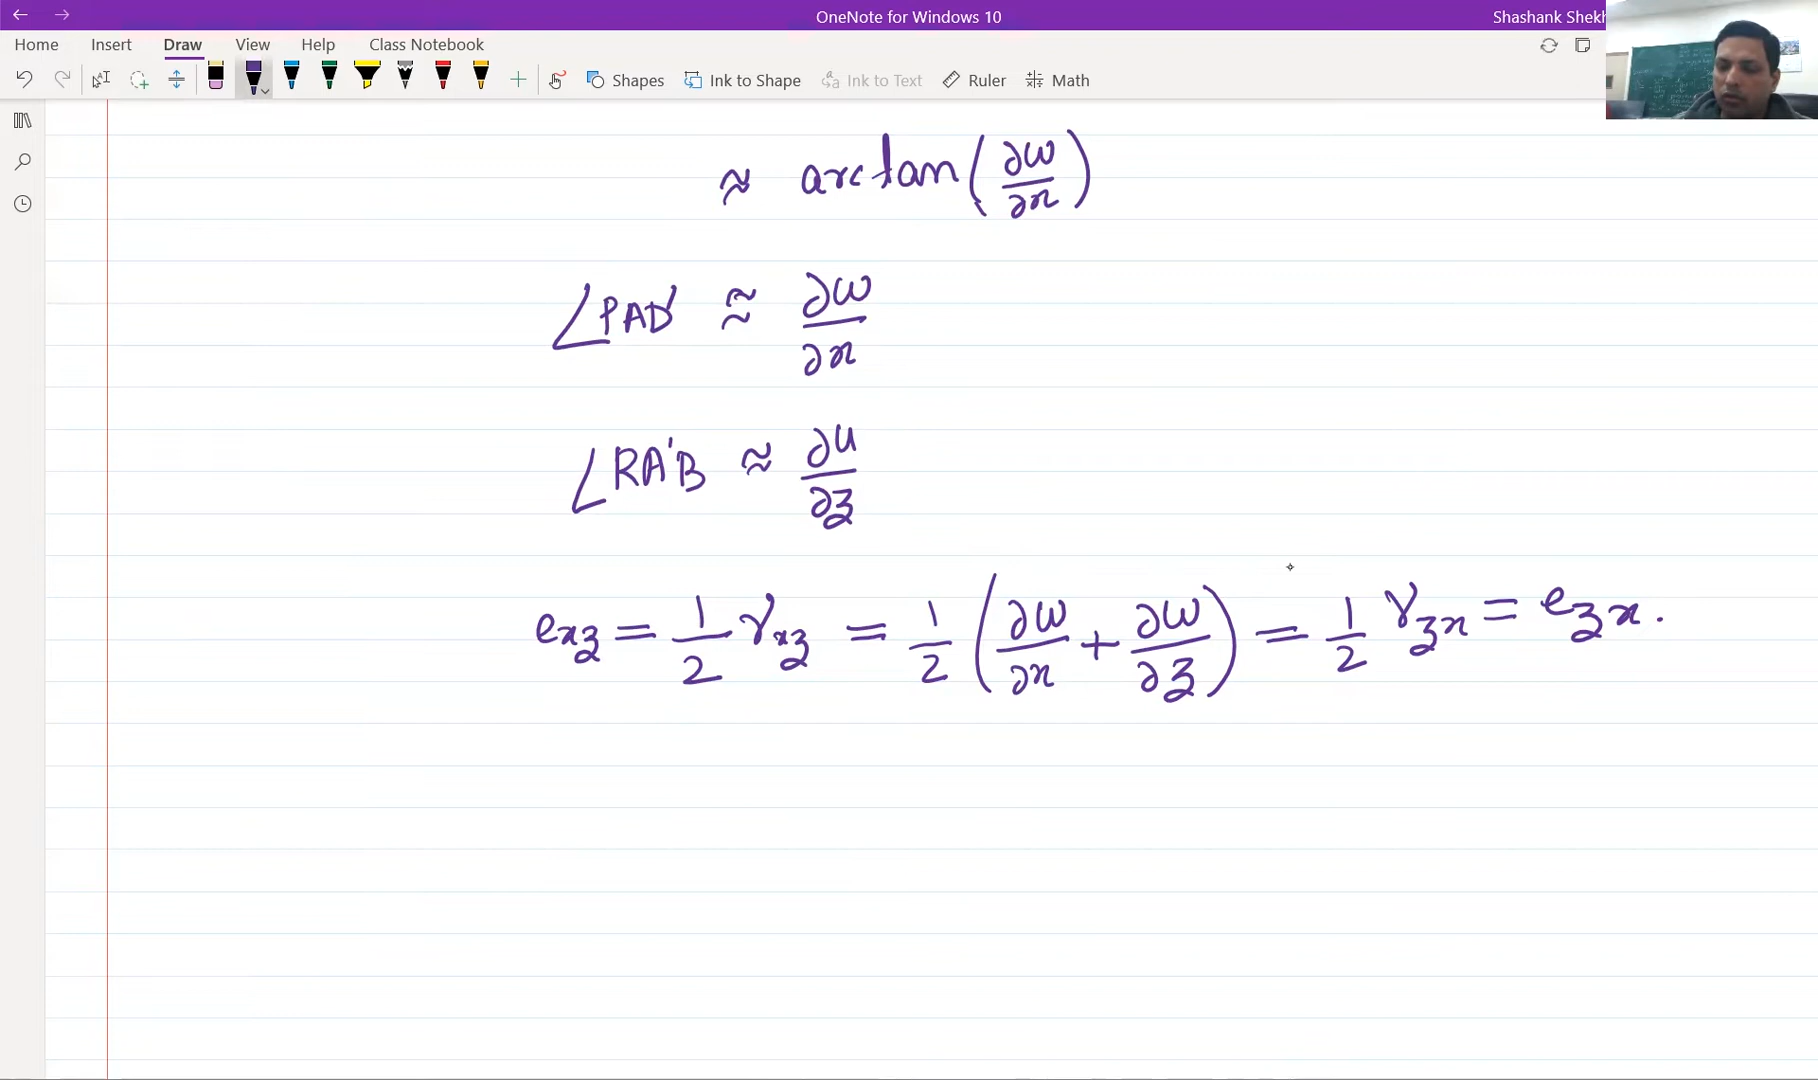 OneNote for Windows 10
Shashank Shekh
Home Insert Draw View Help Class Notebook
Shapes Ink to Shape Ink to Text Ruler Math
≈ arctan(∂w/∂x)
∠PAD' ≈ ∂w/∂x
∠RA'B ≈ ∂u/∂z
e_xz = 1/2 γ_xz = 1/2 (∂w/∂x + ∂w/∂z) = 1/2 γ_zx = e_zx.